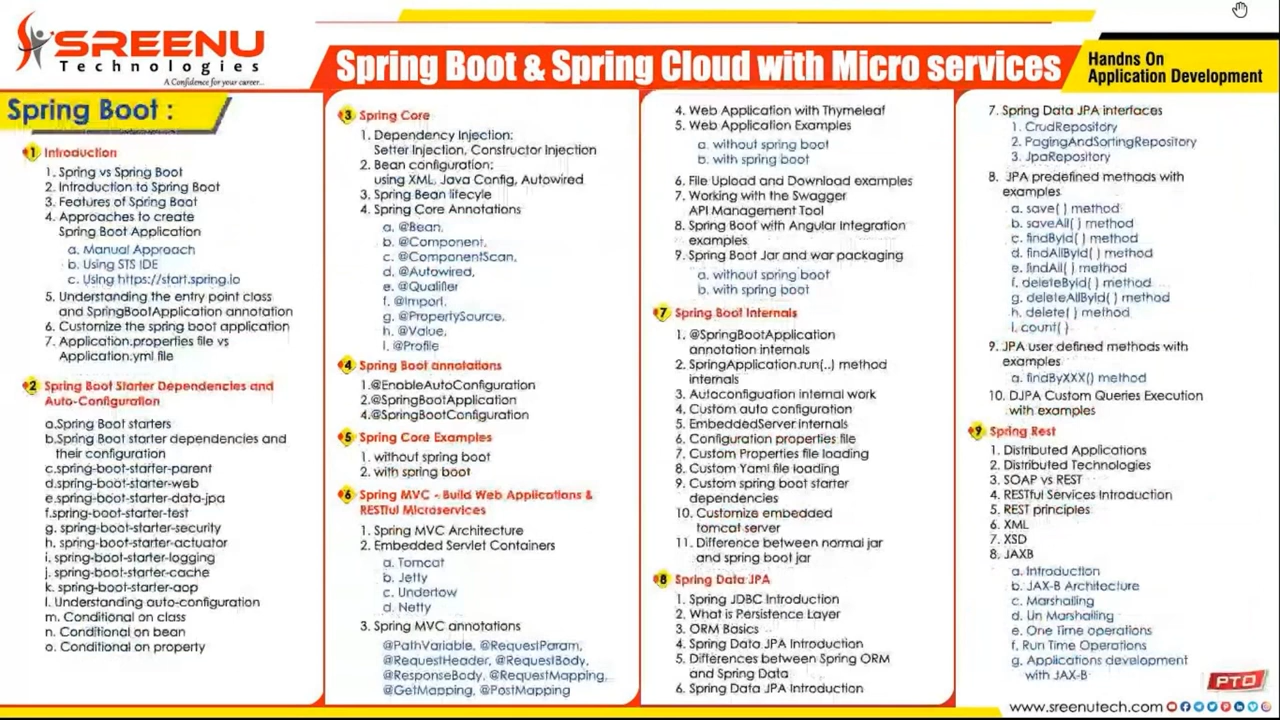 SREENU
Technologies
A Confidence for your career...
Spring Boot & Spring Cloud with Micro services
Handns On
Application Development
Spring Boot :
1 Introduction
1. Spring vs Spring Boot
2. Introduction to Spring Boot
3. Features of Spring Boot
4. Approaches to create
Spring Boot Application
a. Manual Approach
b. Using STS IDE
c. Using https://start.spring.io
5. Understanding the entry point class
and SpringBootApplication annotation
6. Customize the spring boot application
7. Application.properties file vs
Application.yml file
2 Spring Boot Starter Dependencies and
Auto-Configuration
a.Spring Boot starters
b.Spring Boot starter dependencies and
their configuration
c.spring-boot-starter-parent
d.spring-boot-starter-web
e.spring-boot-starter-data-jpa
f.spring-boot-starter-test
g. spring-boot-starter-security
h. spring-boot-starter-actuator
i. spring-boot-starter-logging
j. spring-boot-starter-cache
k. spring-boot-starter-aop
l. Understanding auto-configuration
m. Conditional on class
n. Conditional on bean
o. Conditional on property
3 Spring Core
1. Dependency Injection:
Setter Injection, Constructor Injection
2. Bean configuration:
using XML, Java Config, Autowired
3. Spring Bean lifecyle
4. Spring Core Annotations
a. @Bean,
b. @Component,
c. @ComponentScan,
d. @Autowired,
e. @Qualifier
f. @Import,
g. @PropertySource,
h. @Value,
I. @Profile
4 Spring Boot annotations
1.@EnableAutoConfiguration
2.@SpringBootApplication
4.@SpringBootConfiguration
5 Spring Core Examples
1. without spring boot
2. with spring boot
6 Spring MVC - Build Web Applications &
RESTful Microservices
1. Spring MVC Architecture
2. Embedded Servlet Containers
a. Tomcat
b. Jetty
c. Undertow
d. Netty
3. Spring MVC annotations
@PathVariable, @RequestParam,
@RequestHeader, @RequestBody,
@ResponseBody, @RequestMapping,
@GetMapping, @PostMapping
4. Web Application with Thymeleaf
5. Web Application Examples
a. without spring boot
b. with spring boot
6. File Upload and Download examples
7. Working with the Swagger
API Management Tool
8. Spring Boot with Angular Integration
examples
9. Spring Boot Jar and war packaging
a. without spring boot
b. with spring boot
7 Spring Boot Internals
1. @SpringBootApplication
annotation internals
2. SpringApplication.run(..) method
internals
3. Autoconfiguation internal work
4. Custom auto configuration
5. EmbeddedServer internals
6. Configuration properties file
7. Custom Properties file loading
8. Custom Yaml file loading
9. Custom spring boot starter
dependencies
10. Customize embedded
tomcat server
11. Difference between normal jar
and spring boot jar
8 Spring Data JPA
1. Spring JDBC Introduction
2. What is Persistence Layer
3. ORM Basics
4. Spring Data JPA Introduction
5. Differences between Spring ORM
and Spring Data
6. Spring Data JPA Introduction
7. Spring Data JPA interfaces
1. CrudRepository
2. PagingAndSortingRepository
3. JpaRepository
8. JPA predefined methods with
examples
a. save( ) method
b. saveAll( ) method
c. findById( ) method
d. findAllById( ) method
e. findAll( ) method
f. deleteById( ) method
g. deleteAllById( ) method
h. delete( ) method
I. count( )
9. JPA user defined methods with
examples
a. findByXXX() method
10. DJPA Custom Queries Execution
with examples
9 Spring Rest
1. Distributed Applications
2. Distributed Technologies
3. SOAP vs REST
4. RESTful Services Introduction
5. REST principles
6. XML
7. XSD
8. JAXB
a. Introduction
b. JAX-B Architecture
c. Marshalling
d. Un Marshalling
e. One Time operations
f. Run Time Operations
g. Applications development
with JAX-B
PTO
www.sreenutech.com